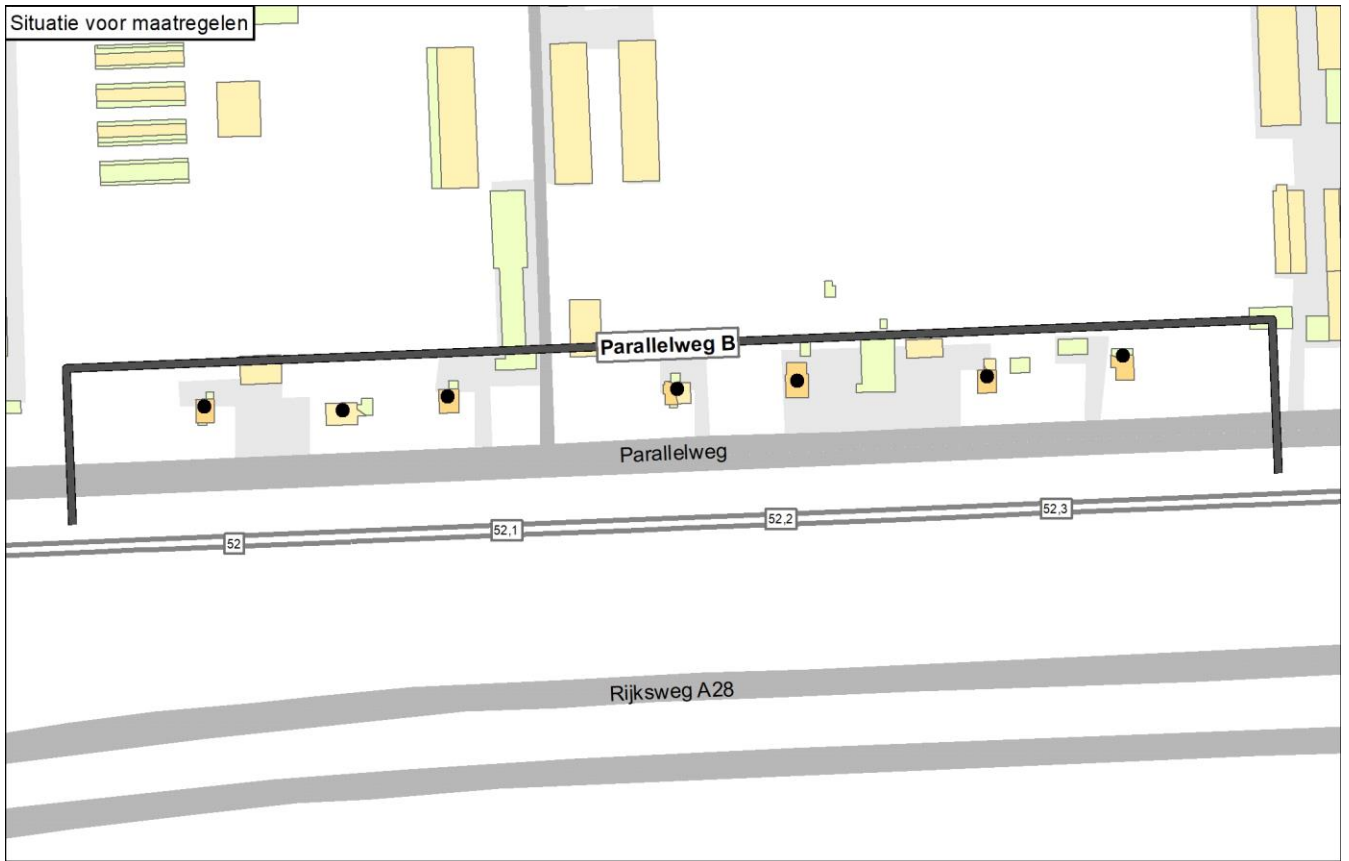 Situatie voor maatregelen
Parallelweg B
Parallelweg
52
52,1
52,2
52,3
Rijksweg A28